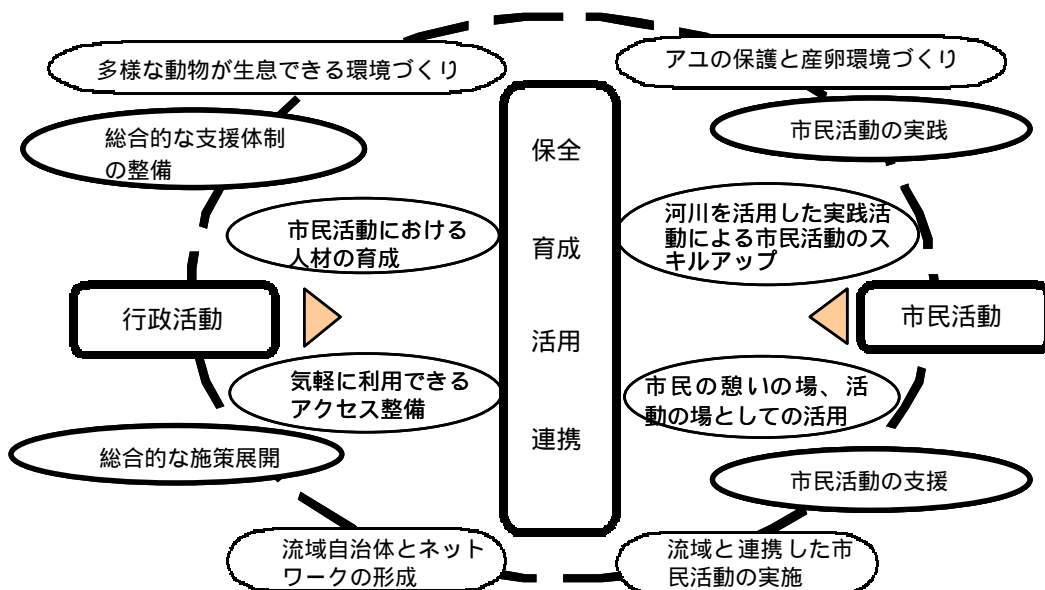 多様な動物が生息できる環境づくり
アユの保護と産卵環境づくり
総合的な支援体制
の整備
市民活動の実践
保全
市民活動における
人材の育成
育成
河川を活用した実践活
動による市民活動のス
キルアップ
行政活動
市民活動
活用
気軽に利用できる
アクセス整備
市民の憩いの場、活
動の場としての活用
連携
総合的な施策展開
市民活動の支援
流域自治体とネット
ワークの形成
流域と連携した市
民活動の実施